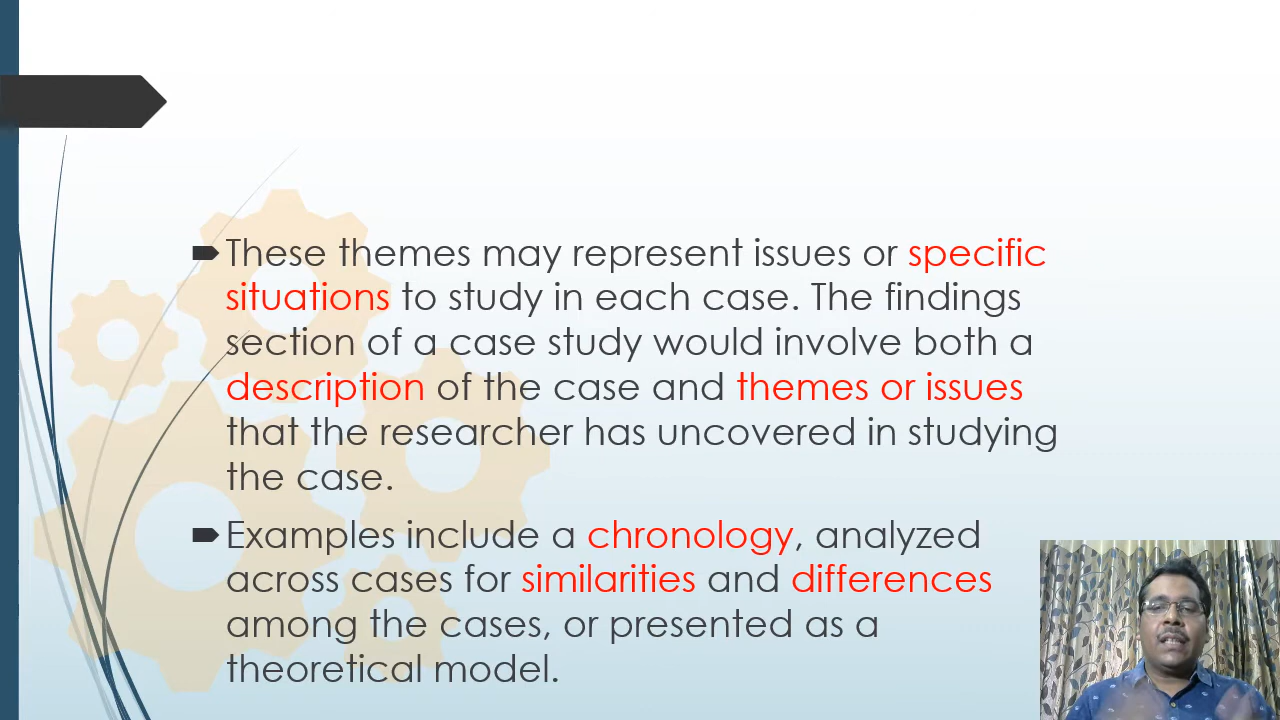 These themes may represent issues or specific
situations to study in each case. The findings
section of a case study would involve both a
description of the case and themes or issues
that the researcher has uncovered in studying
the case.
Examples include a chronology, analyzed
across cases for similarities and differences
among the cases, or presented as a
theoretical model.